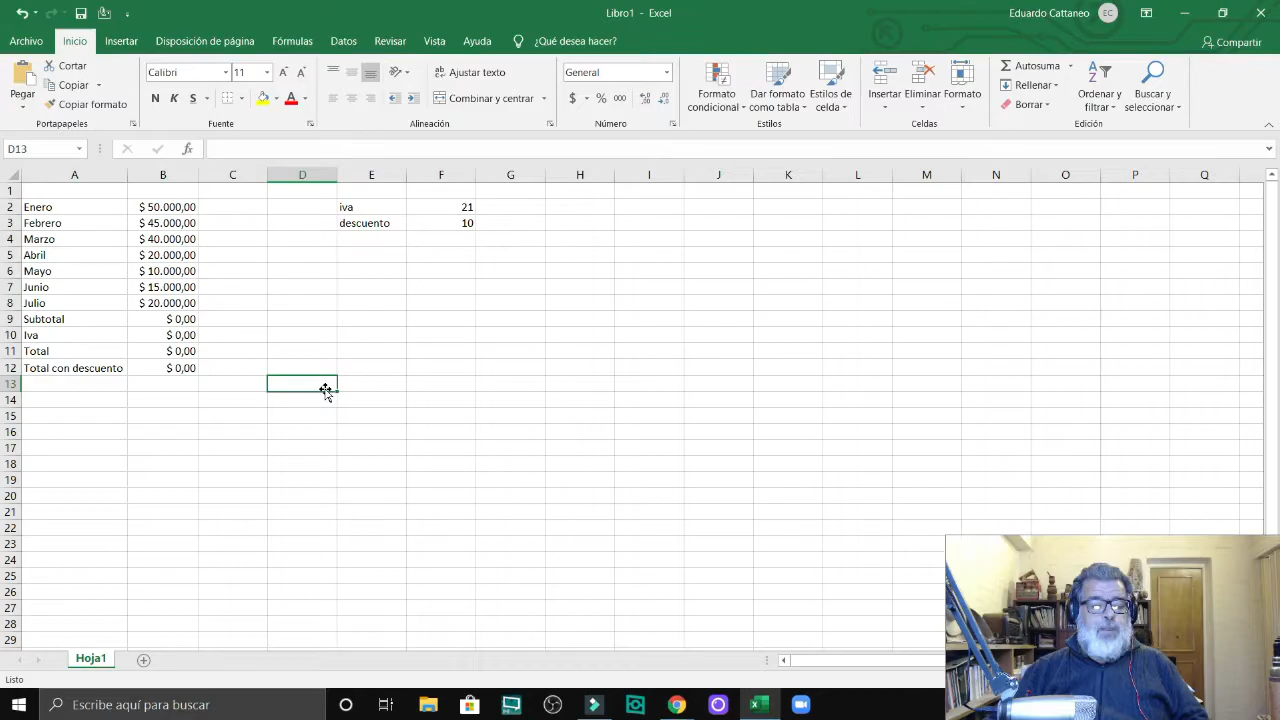 Libro1 - Excel
Eduardo Cattaneo
EC
Archivo Inicio Insertar Disposición de página Fórmulas Datos Revisar Vista Ayuda ¿Qué desea hacer? Compartir
Pegar
Cortar
Copiar
Copiar formato
Portapapeles
Calibri 11
N K S
Fuente
Ajustar texto
Combinar y centrar
Alineación
General
$ % 000
Número
Formato condicional
Dar formato como tabla
Estilos de celda
Estilos
Insertar
Eliminar
Formato
Celdas
Autosuma
Rellenar
Borrar
Ordenar y filtrar
Buscar y seleccionar
Edición
D13 fx
A B C D E F G H I J K L M N O P Q
1
2 Enero $ 50.000,00 iva 21
3 Febrero $ 45.000,00 descuento 10
4 Marzo $ 40.000,00
5 Abril $ 20.000,00
6 Mayo $ 10.000,00
7 Junio $ 15.000,00
8 Julio $ 20.000,00
9 Subtotal $ 0,00
10 Iva $ 0,00
11 Total $ 0,00
12 Total con descuento $ 0,00
13
14
15
16
17
18
19
20
21
22
23
24
25
26
27
28
29
Hoja1
Listo
Escribe aquí para buscar